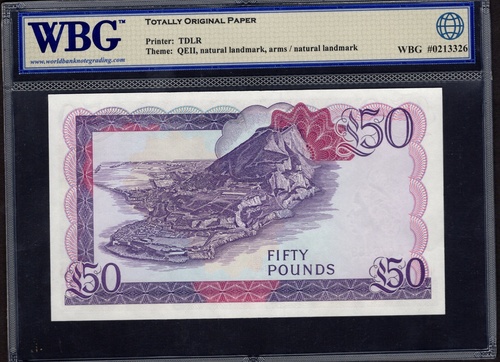 WBG™
www.worldbanknotegrading.com
TOTALLY ORIGINAL PAPER
Printer: TDLR
Theme: QEII, natural landmark, arms / natural landmark
WBG #0213326
£50
FIFTY
POUNDS
£50
£50